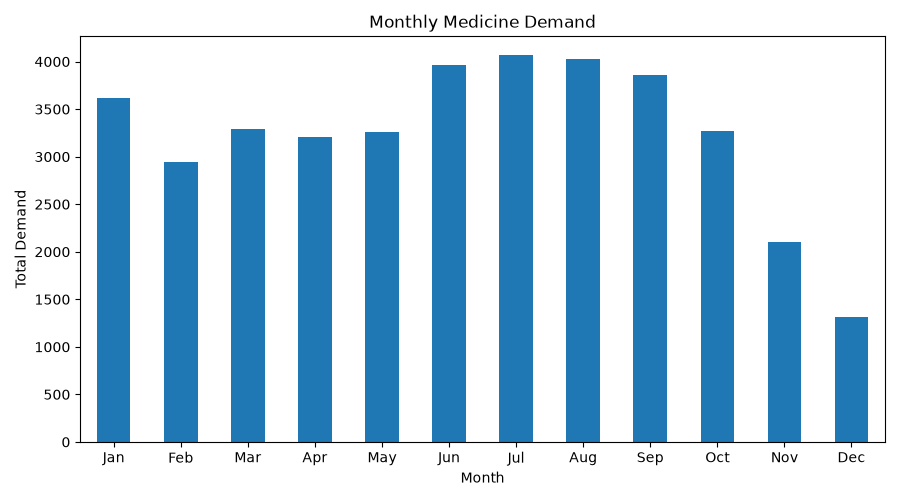 Monthly Medicine Demand
Total Demand
4000
3500
3000
2500
2000
1500
1000
500
0
Jan Feb Mar Apr May Jun Jul Aug Sep Oct Nov Dec
Month